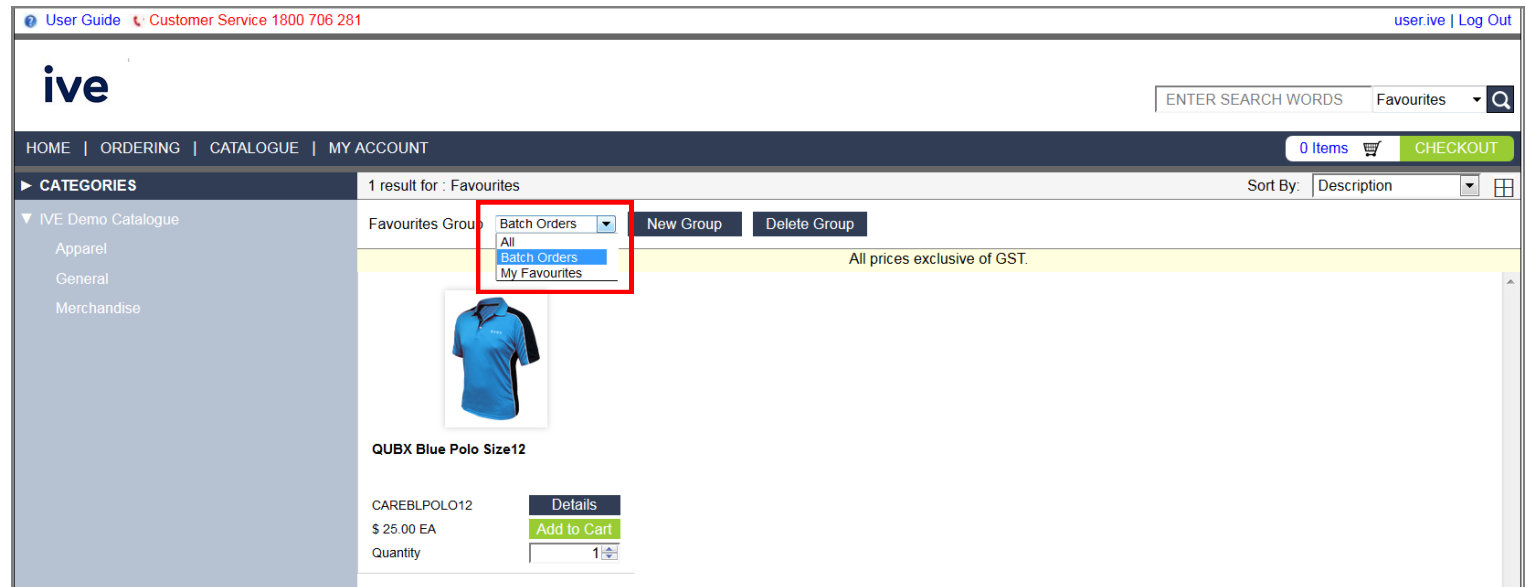 User Guide Customer Service 1800 706 281 user.ive | Log Out
ive
ENTER SEARCH WORDS Favourites
HOME | ORDERING | CATALOGUE | MY ACCOUNT 0 Items CHECKOUT
CATEGORIES 1 result for : Favourites Sort By: Description
IVE Demo Catalogue
Favourites Group Batch Orders New Group Delete Group
All
Apparel
Batch Orders
All prices exclusive of GST.
My Favourites
General
Merchandise
QUBX Blue Polo Size12
CAREBLPOLO12 Details
$ 25.00 EA Add to Cart
Quantity 1